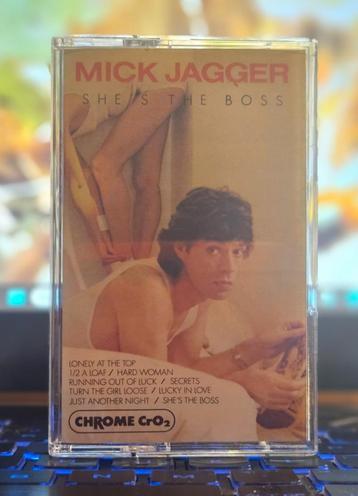 MICK JAGGER
SHE'S THE BOSS
LONELY AT THE TOP
1/2 A LOAF / HARD WOMAN
RUNNING OUT OF LUCK / SECRETS
TURN THE GIRL LOOSE / LUCKY IN LOVE
JUST ANOTHER NIGHT / SHE'S THE BOSS
CHROME CrO₂